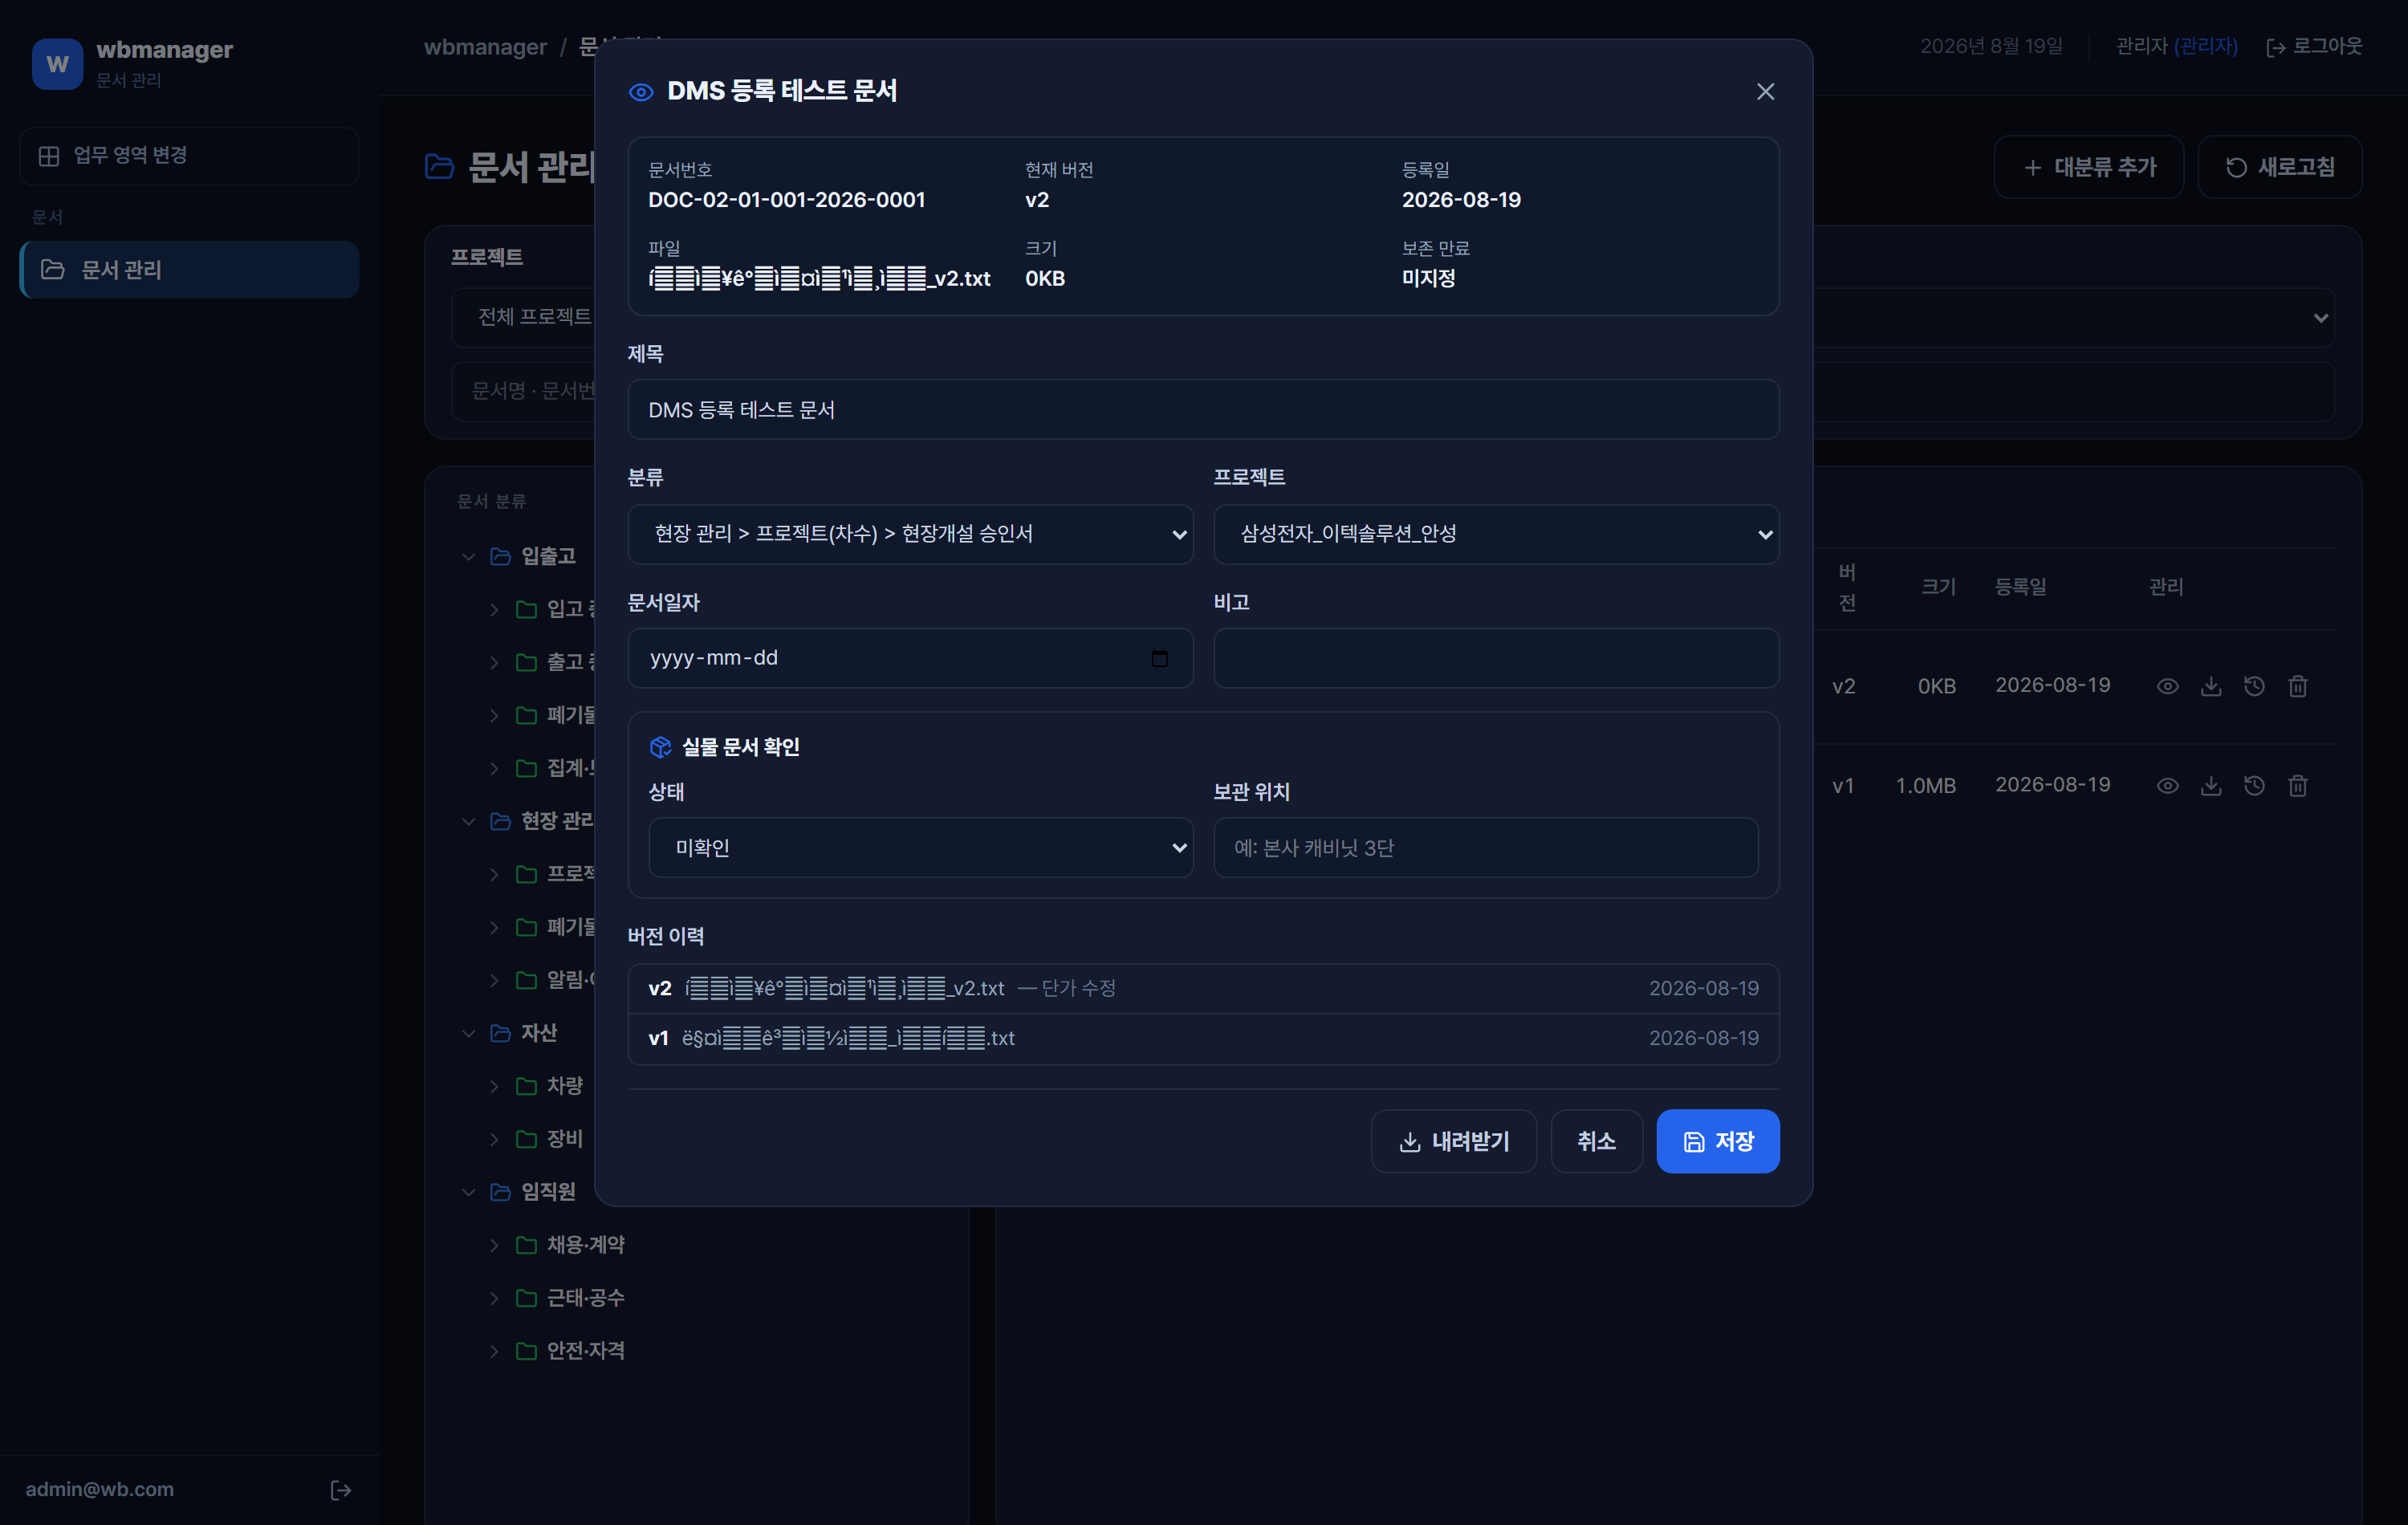 W
wbmanager
문서 관리
업무 영역 변경
문서
문서 관리
admin@wb.com
wbmanager /
2026년 8월 19일
관리자 (관리자)
로그아웃
문서 관리
대분류 추가
새로고침
프로젝트
전체 프로젝트
문서명 · 문서번
문서 분류
입출고
입고
출고
폐기물
집계·
현장 관리
프로젝
폐기물
알림·
자산
차량
장비
임직원
채용·계약
근태·공수
안전·자격
버전
크기
등록일
관리
v2
0KB
2026-08-19
v1
1.0MB
2026-08-19
DMS 등록 테스트 문서
문서번호
현재 버전
등록일
DOC-02-01-001-2026-0001
v2
2026-08-19
파일
크기
보존 만료
_v2.txt
0KB
미지정
제목
DMS 등록 테스트 문서
분류
프로젝트
현장 관리 > 프로젝트(차수) > 현장개설 승인서
삼성전자_이텍솔루션_안성
문서일자
비고
yyyy-mm-dd
실물 문서 확인
상태
보관 위치
미확인
예: 본사 캐비닛 3단
버전 이력
v2 _v2.txt — 단가 수정
2026-08-19
v1 .txt
2026-08-19
내려받기
취소
저장